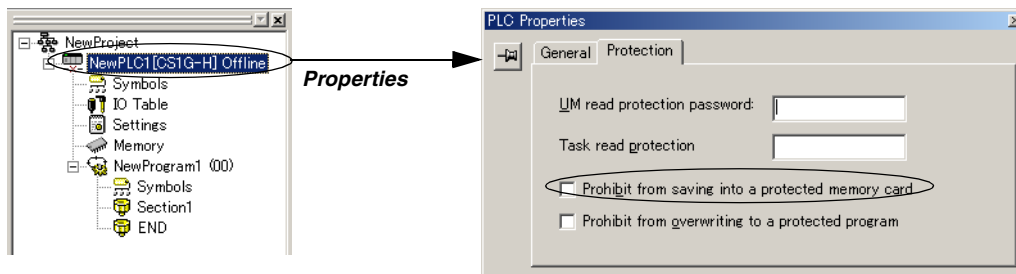 NewProject
NewPLC1[CS1G-H] Offline
Symbols
IO Table
Settings
Memory
NewProgram1 (00)
Symbols
Section1
END
Properties
PLC Properties
General Protection
UM read protection password:
Task read protection
Prohibit from saving into a protected memory card
Prohibit from overwriting to a protected program